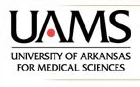 UAMS
UNIVERSITY OF ARKANSAS
FOR MEDICAL SCIENCES